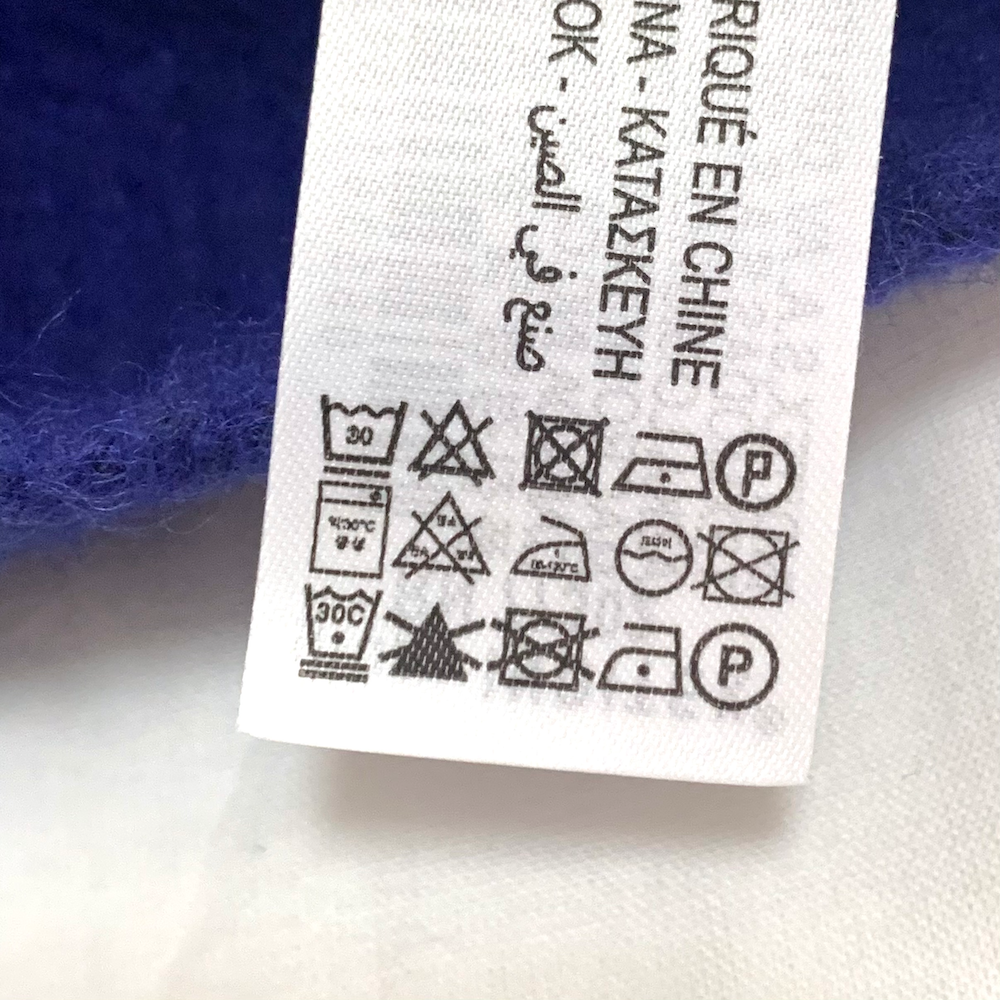 RIQUÉ EN CHINE
NA - ΚΑΤΑΣΚΕΥΗ
OK - صنع في الصين
30
P
30C
P